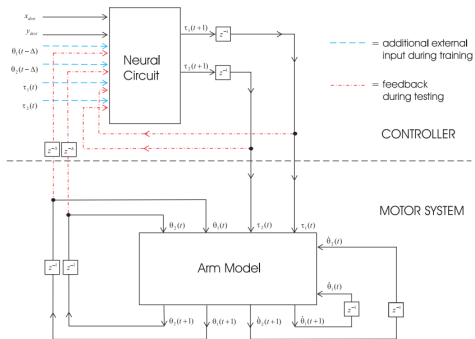 x_dest
y_dest
θ₁(t−Δ)
θ₂(t−Δ)
τ₁(t)
τ₂(t)
Neural
Circuit
τ₁(t+1)
z⁻¹
τ₂(t+1)
z⁻¹
= additional external
input during training
= feedback
during testing
CONTROLLER
z⁻ᐞ
z⁻ᐞ
MOTOR SYSTEM
θ₂(t)
θ₁(t)
τ₂(t)
τ₁(t)
θ̇₂(t)
z⁻¹
z⁻¹
Arm Model
θ̇₁(t)
z⁻¹
z⁻¹
θ₂(t+1)
θ₁(t+1)
θ̇₂(t+1)
θ̇₁(t+1)